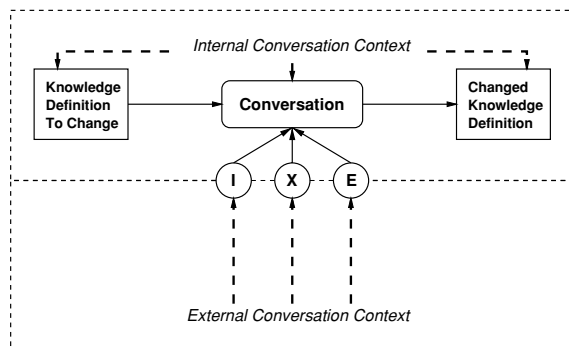 Internal Conversation Context
Knowledge
Definition
To Change
Conversation
Changed
Knowledge
Definition
I X E
External Conversation Context